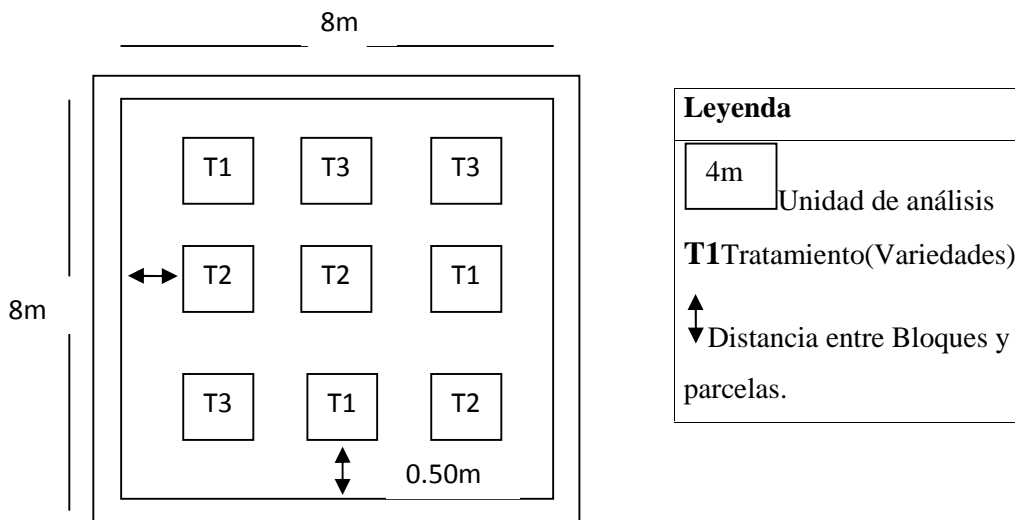 8m
8m
T1 T3 T3
T2 T2 T1
T3 T1 T2
0.50m
Leyenda
4m
Unidad de análisis
T1Tratamiento(Variedades)
Distancia entre Bloques y
parcelas.